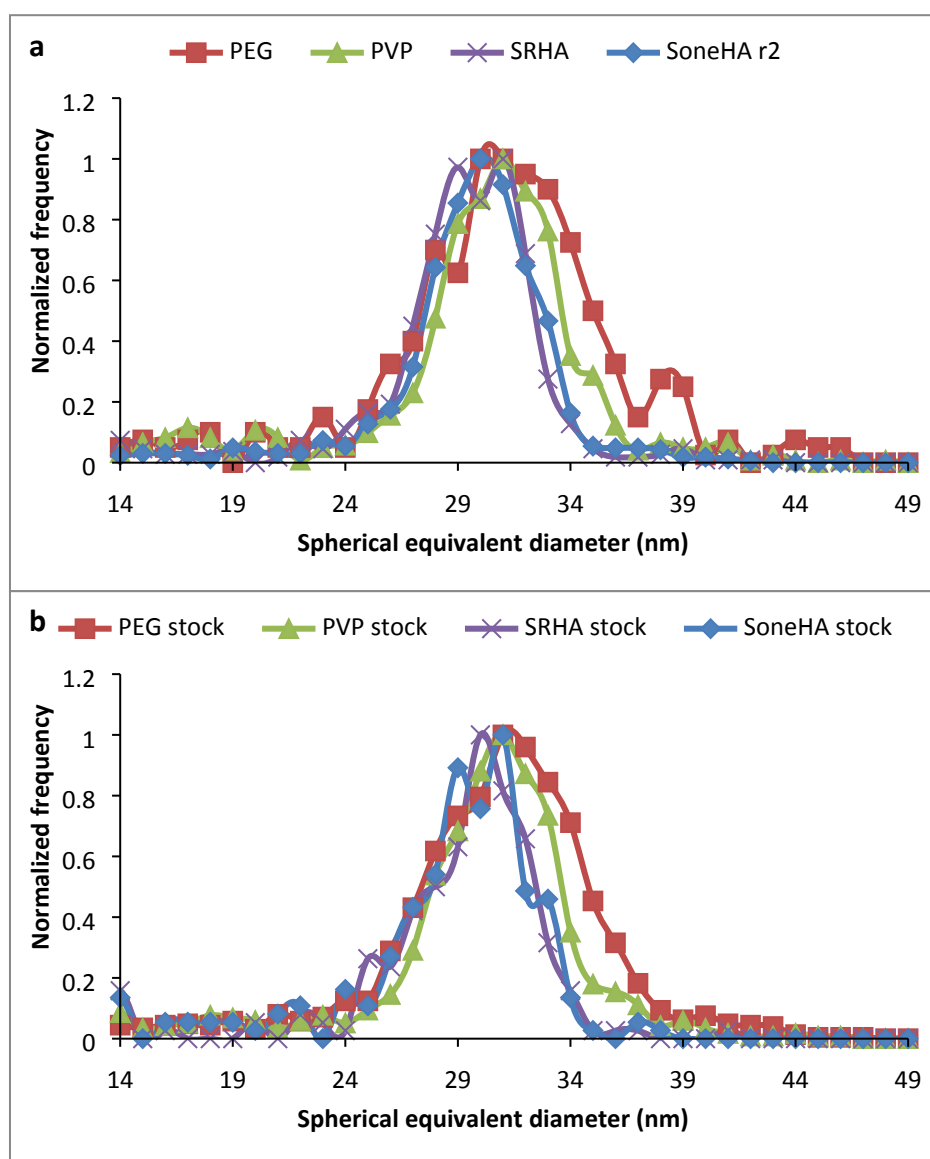 a
PEG PVP SRHA SoneHA r2
1.2
1
0.8
0.6
0.4
0.2
0
Normalized frequency
14 19 24 29 34 39 44 49
Spherical equivalent diameter (nm)
b
PEG stock PVP stock SRHA stock SoneHA stock
1.2
1
0.8
0.6
0.4
0.2
0
Normalized frequency
14 19 24 29 34 39 44 49
Spherical equivalent diameter (nm)